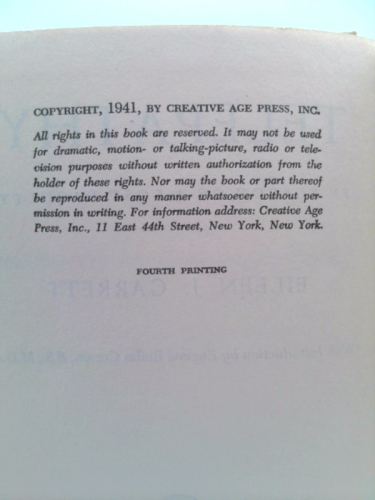 COPYRIGHT, 1941, BY CREATIVE AGE PRESS, INC.
All rights in this book are reserved. It may not be used
for dramatic, motion- or talking-picture, radio or tele-
vision purposes without written authorization from the
holder of these rights. Nor may the book or part thereof
be reproduced in any manner whatsoever without per-
mission in writing. For information address: Creative Age
Press, Inc., 11 East 44th Street, New York, New York.
FOURTH PRINTING